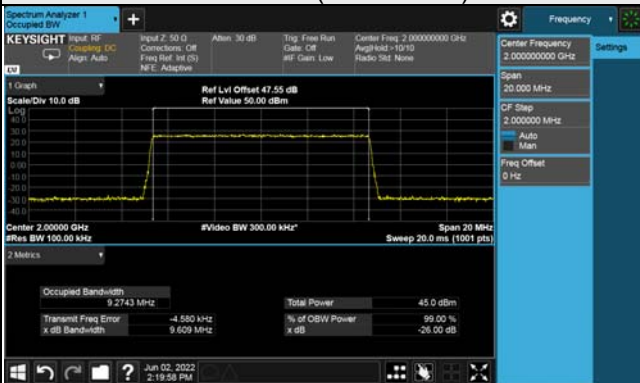 Spectrum Analyzer 1
Occupied BW
Frequency
KEYSIGHT Input: RF Input Z: 50 Ω Atten: 30 dB Trig: Free Run Center Freq: 2.000000000 GHz
Coupling: DC Corrections: Off Gate: Off Avg|Hold:>10/10
Align: Auto Freq Ref: Int (S) #IF Gain: Low Radio Std: None
NFE: Adaptive
LXI
Center Frequency
2.000000000 GHz
Settings
Span
20.000 MHz
CF Step
2.000000 MHz
Auto
Man
Freq Offset
0 Hz
1 Graph
Ref Lvl Offset 47.55 dB
Scale/Div 10.0 dB Ref Value 50.00 dBm
Log
40.0
30.0
20.0
10.0
0.00
-10.0
-20.0
-30.0
-40.0
Center 2.00000 GHz #Video BW 300.00 kHz* Span 20 MHz
#Res BW 100.00 kHz Sweep 20.0 ms (1001 pts)
2 Metrics
Occupied Bandwidth
9.2743 MHz Total Power 45.0 dBm
Transmit Freq Error -4.580 kHz % of OBW Power 99.00 %
x dB Bandwidth 9.609 MHz x dB -26.00 dB
? Jun 02, 2022
2:19:58 PM